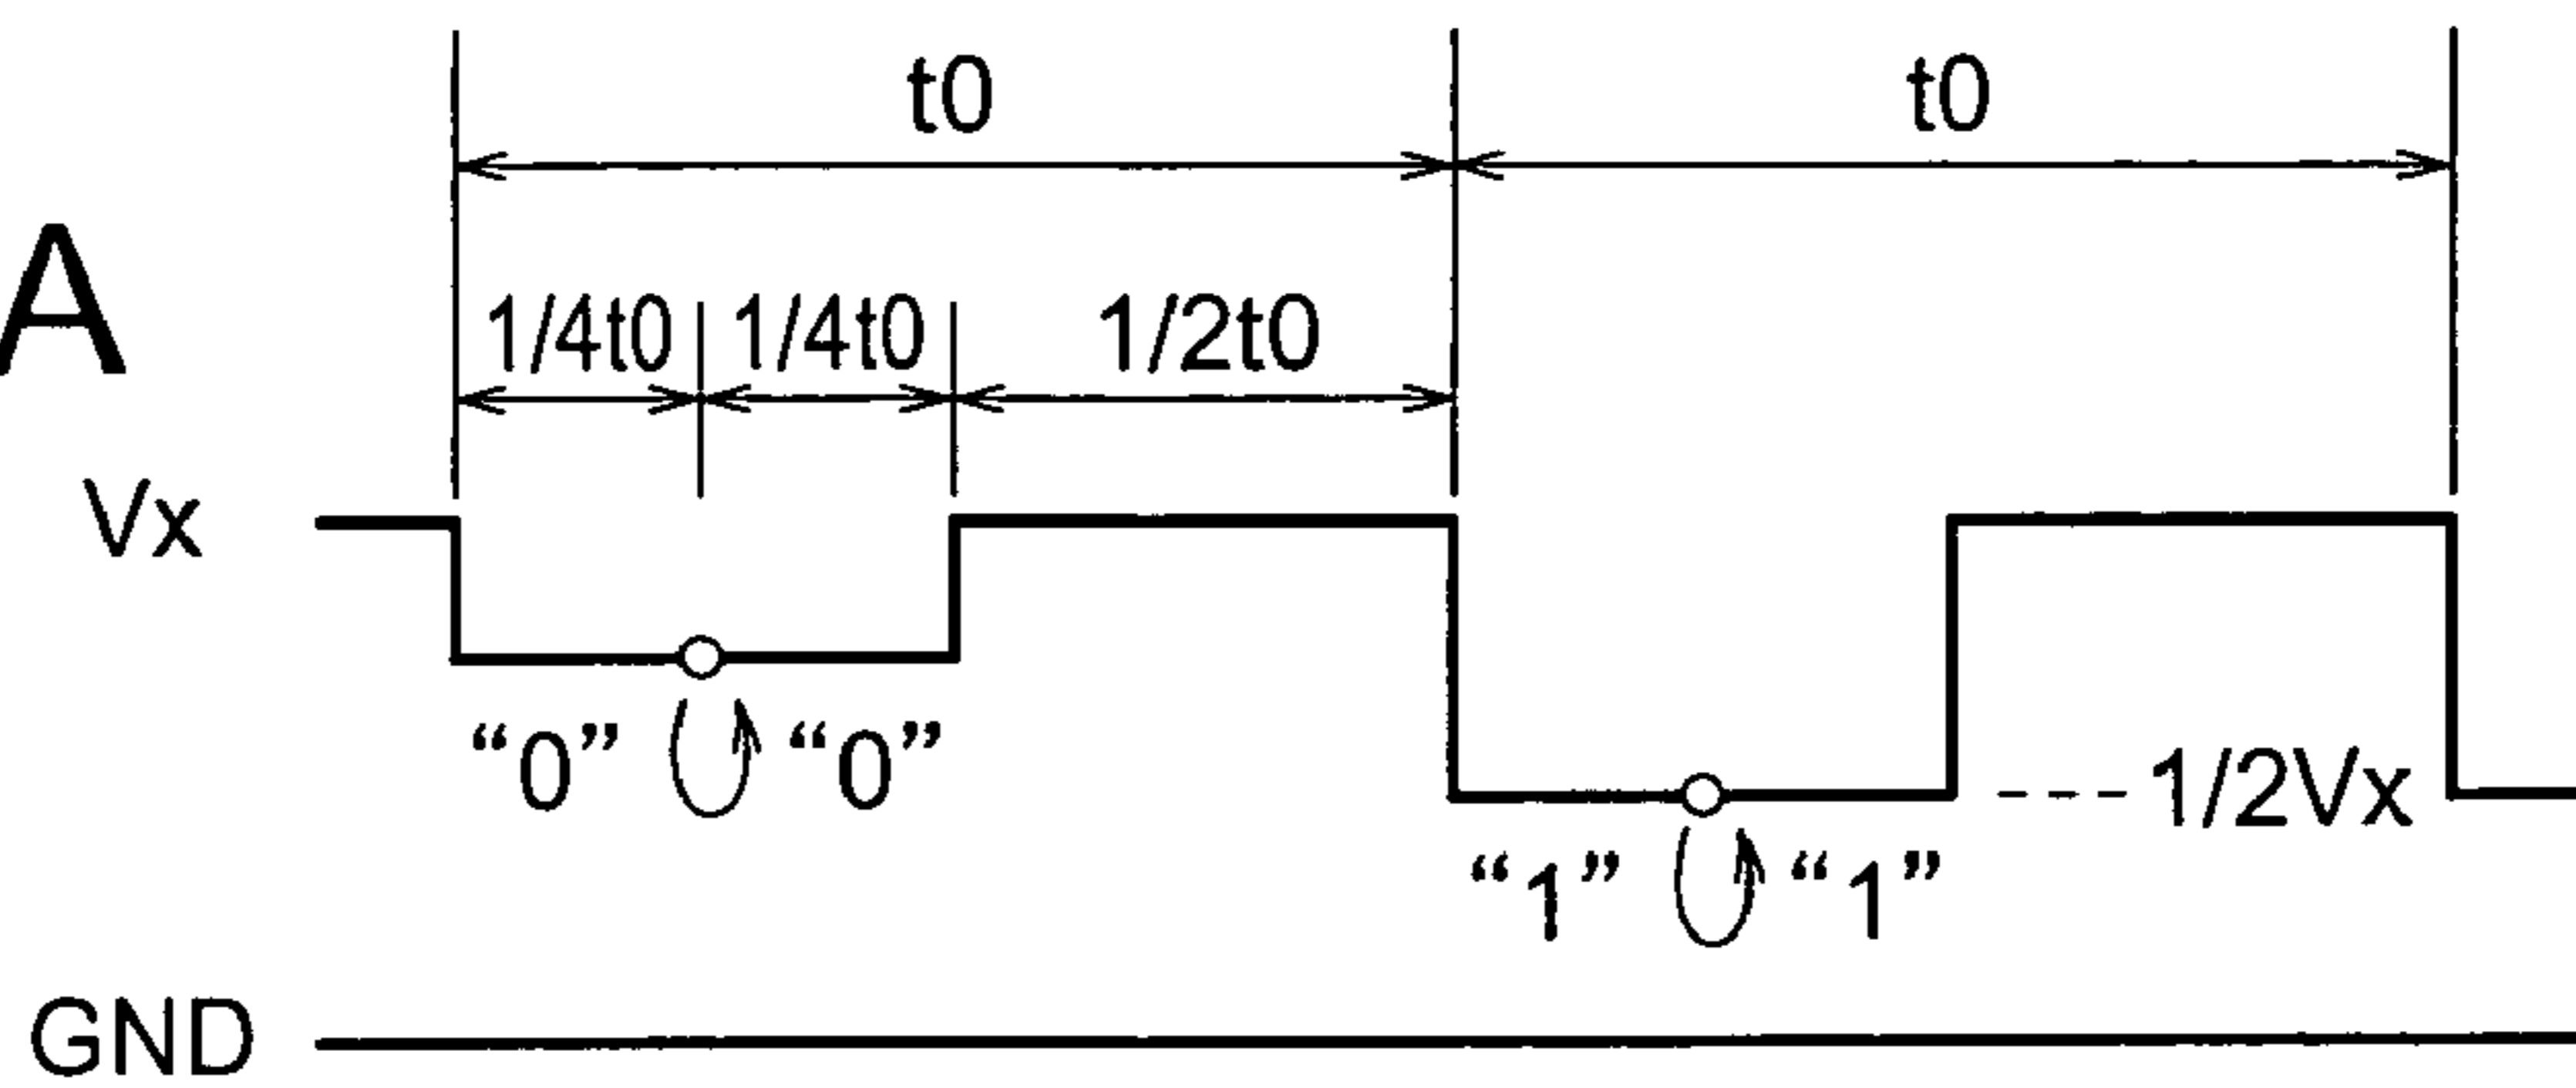 t0 t0
A
1/4t0 1/4t0 1/2t0
Vx
“0” “0”
1/2Vx
“1” “1”
GND